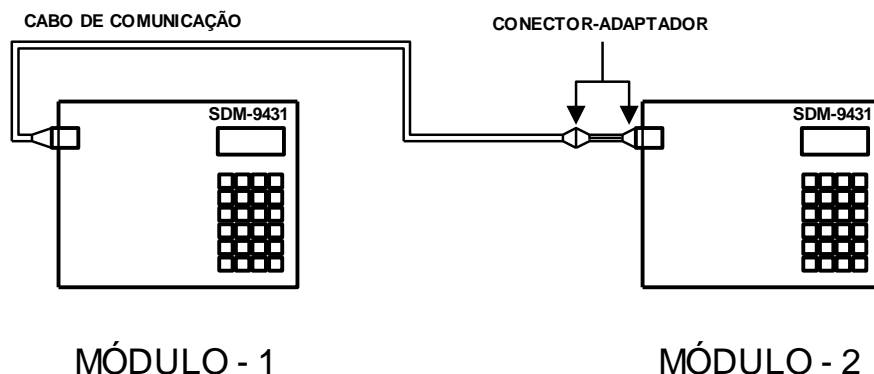 CABO DE COMUNICAÇÃO
CONECTOR-ADAPTADOR
SDM-9431
SDM-9431
MÓDULO - 1
MÓDULO - 2